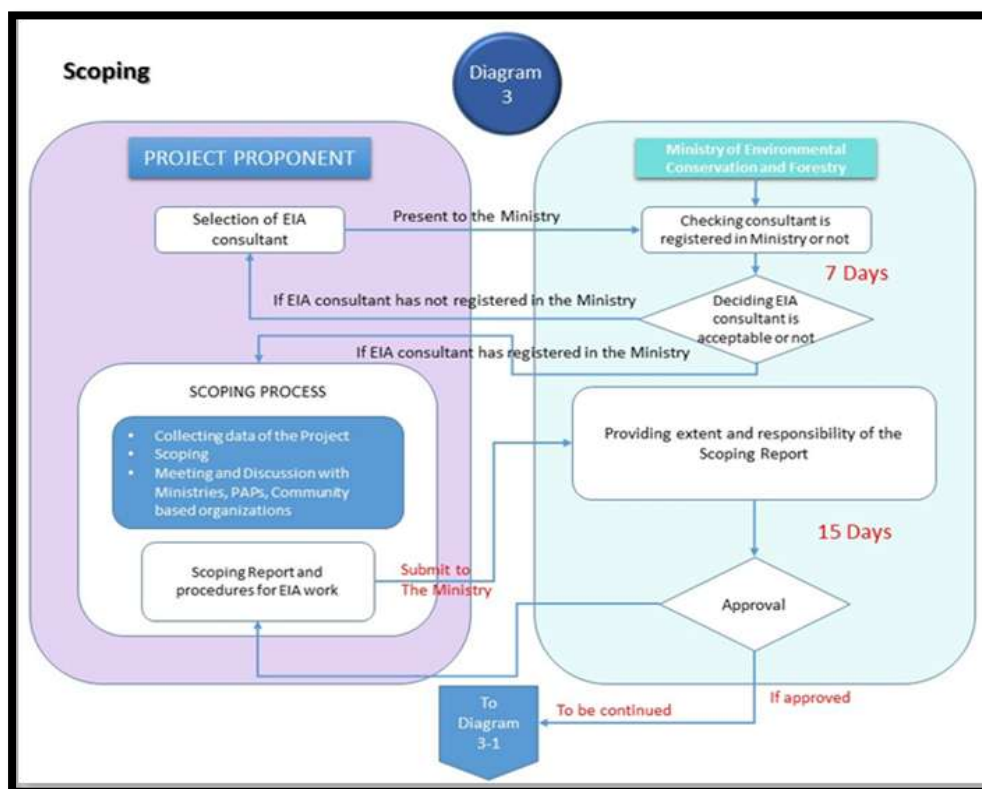 Scoping
Diagram
3
PROJECT PROPONENT
Ministry of Environmental
Conservation and Forestry
Selection of EIA
consultant
Present to the Ministry
Checking consultant is
registered in Ministry or not
7 Days
If EIA consultant has not registered in the Ministry
Deciding EIA
consultant is
acceptable or not
If EIA consultant has registered in the Ministry
SCOPING PROCESS
• Collecting data of the Project
• Scoping
• Meeting and Discussion with
Ministries, PAPs, Community
based organizations
Providing extent and responsibility of the
Scoping Report
15 Days
Scoping Report and
procedures for EIA work
Submit to
The Ministry
Approval
If approved
To be continued
To
Diagram
3-1